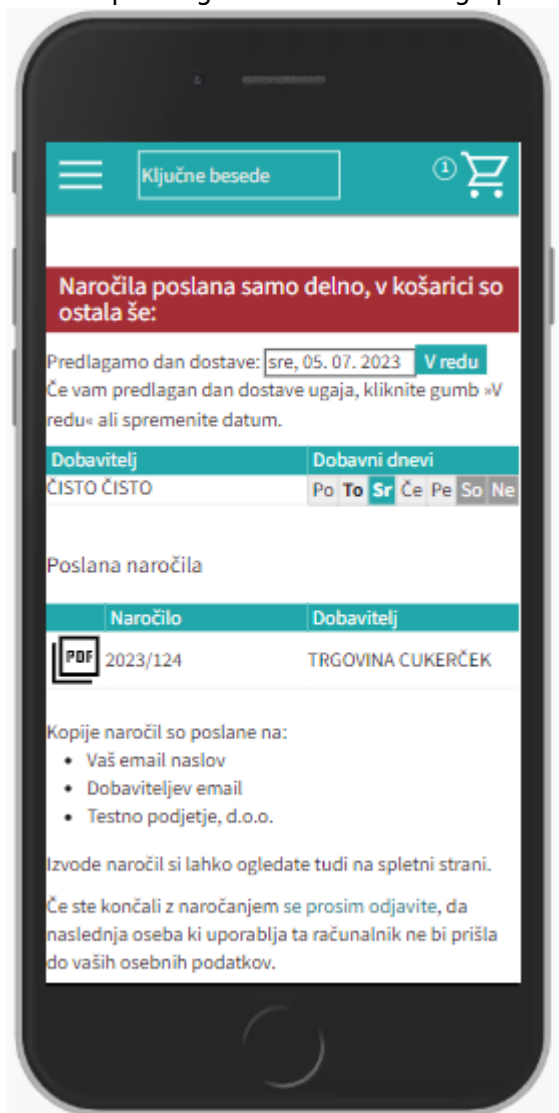 Ključne besede
1
Naročila poslana samo delno, v košarici so
ostala še:
Predlagamo dan dostave: sre, 05. 07. 2023 V redu
Če vam predlagan dan dostave ugaja, kliknite gumb »V
redu« ali spremenite datum.
Dobavitelj Dobavni dnevi
ČISTO ČISTO Po To Sr Če Pe So Ne
Poslana naročila
Naročilo Dobavitelj
PDF 2023/124 TRGOVINA CUKERČEK
Kopije naročil so poslane na:
• Vaš email naslov
• Dobaviteljev email
• Testno podjetje, d.o.o.
Izvode naročil si lahko ogledate tudi na spletni strani.
Če ste končali z naročanjem se prosim odjavite, da
naslednja oseba ki uporablja ta računalnik ne bi prišla
do vaših osebnih podatkov.